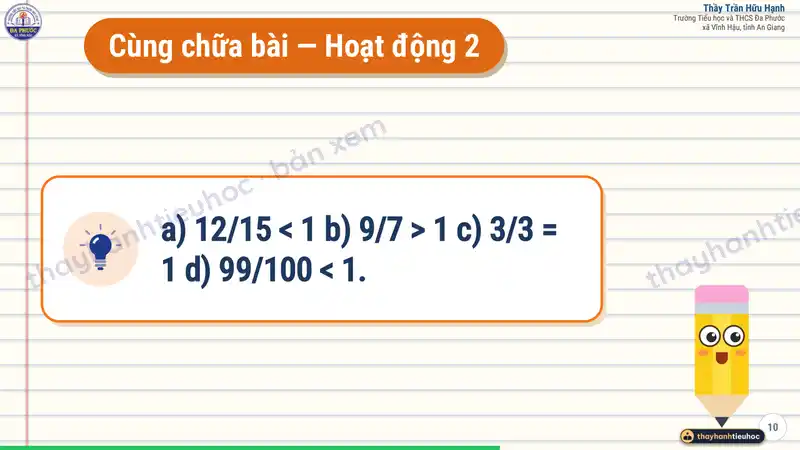 Thầy Trần Hữu Hạnh
Trường Tiểu học và THCS Đa Phước
xã Vĩnh Hậu, tỉnh An Giang
ĐA PHƯỚC
Cùng chữa bài – Hoạt động 2
thayhanhtieuhoc · bản xem
a) 12/15 < 1 b) 9/7 > 1 c) 3/3 =
1 d) 99/100 < 1.
thayhanhtie
thayhanhtieuhoc
10